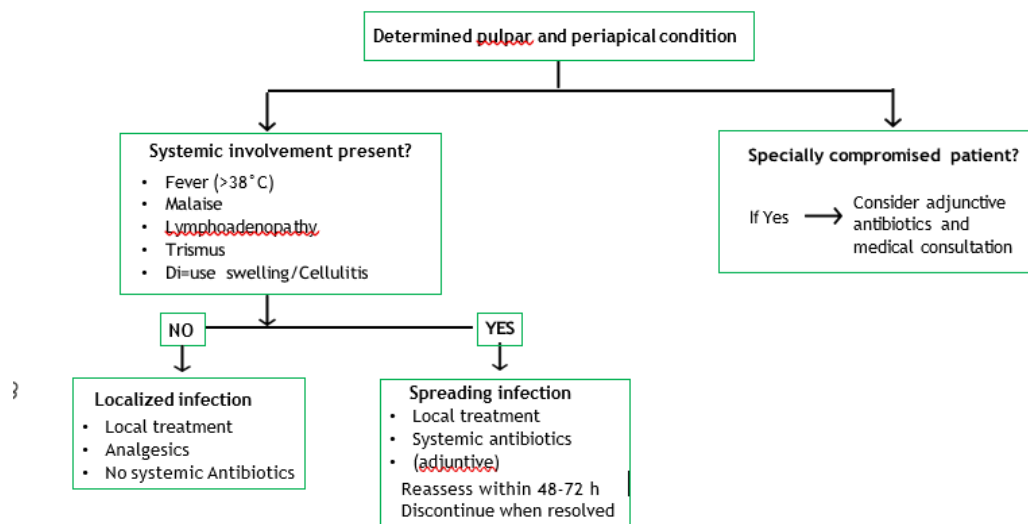 Determined pulpar and periapical condition
Systemic involvement present?
• Fever (>38°C)
• Malaise
• Lymphoadenopathy
• Trismus
• Di=use swelling/Cellulitis
Specially compromised patient?
If Yes
Consider adjunctive
antibiotics and
medical consultation
NO
YES
Localized infection
• Local treatment
• Analgesics
• No systemic Antibiotics
Spreading infection
• Local treatment
• Systemic antibiotics
• (adjuntive)
Reassess within 48-72 h
Discontinue when resolved